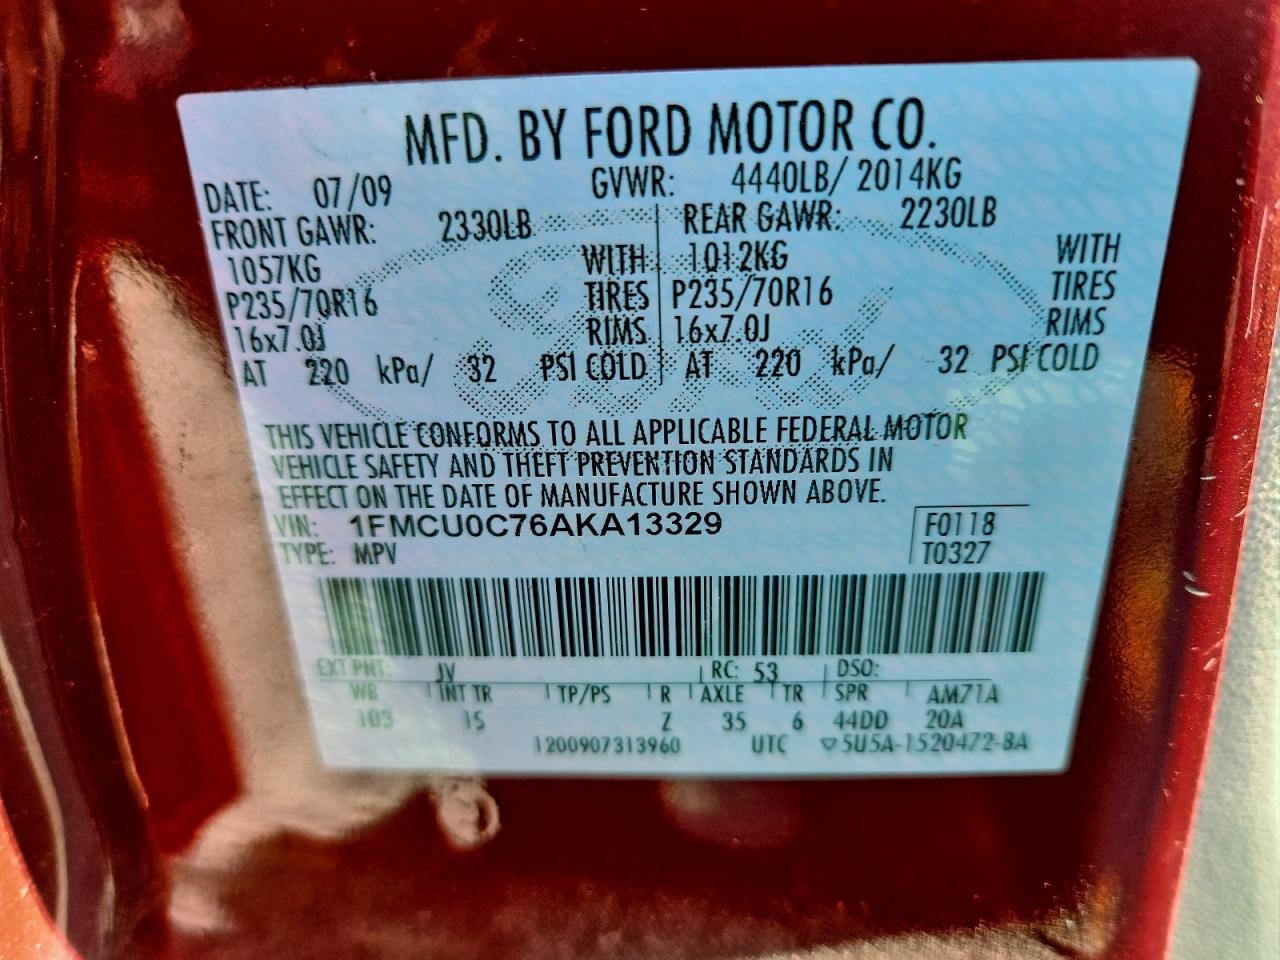 MFD. BY FORD MOTOR CO.
DATE: 07/09 GVWR: 4440LB/ 2014KG
FRONT GAWR: 2330LB REAR GAWR: 2230LB
1057KG WITH 1012KG WITH
P235/70R16 TIRES P235/70R16 TIRES
16x7.0J RIMS 16x7.0J RIMS
AT 220 kPa/ 32 PSI COLD AT 220 kPa/ 32 PSI COLD
THIS VEHICLE CONFORMS TO ALL APPLICABLE FEDERAL MOTOR
VEHICLE SAFETY AND THEFT PREVENTION STANDARDS IN
EFFECT ON THE DATE OF MANUFACTURE SHOWN ABOVE.
VIN: 1FMCU0C76AKA13329 F0118
TYPE: MPV T0327
EXT PNT: JV RC: 53 DSO:
WB INT TR TP/PS R AXLE TR SPR AM71A
103 IS Z 35 6 44DD 20A
1200907313960 UTC ▽5U5A-1520472-BA